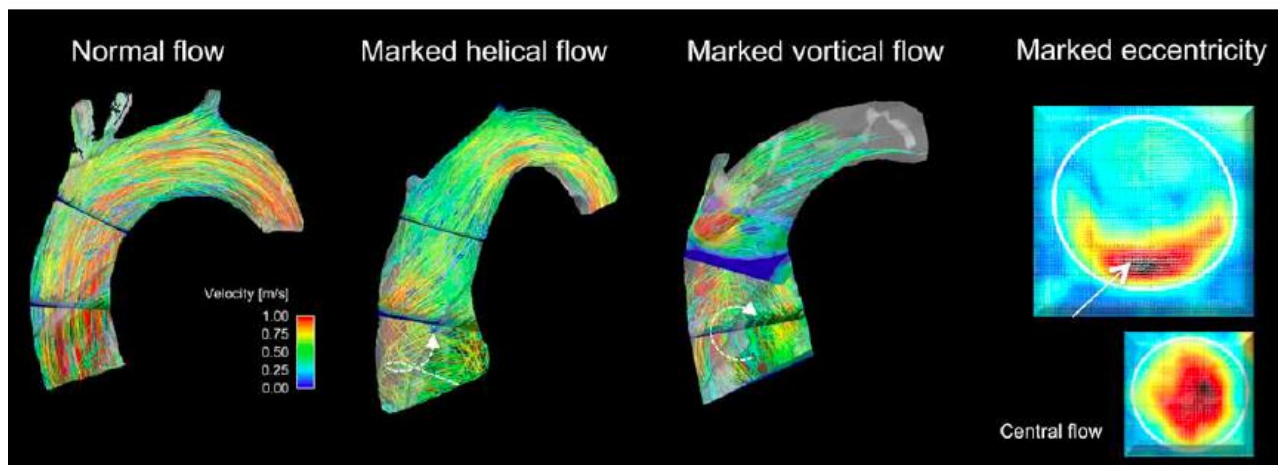 Normal flow
Marked helical flow
Marked vortical flow
Marked eccentricity
Velocity [m/s]
1.00
0.75
0.50
0.25
0.00
Central flow